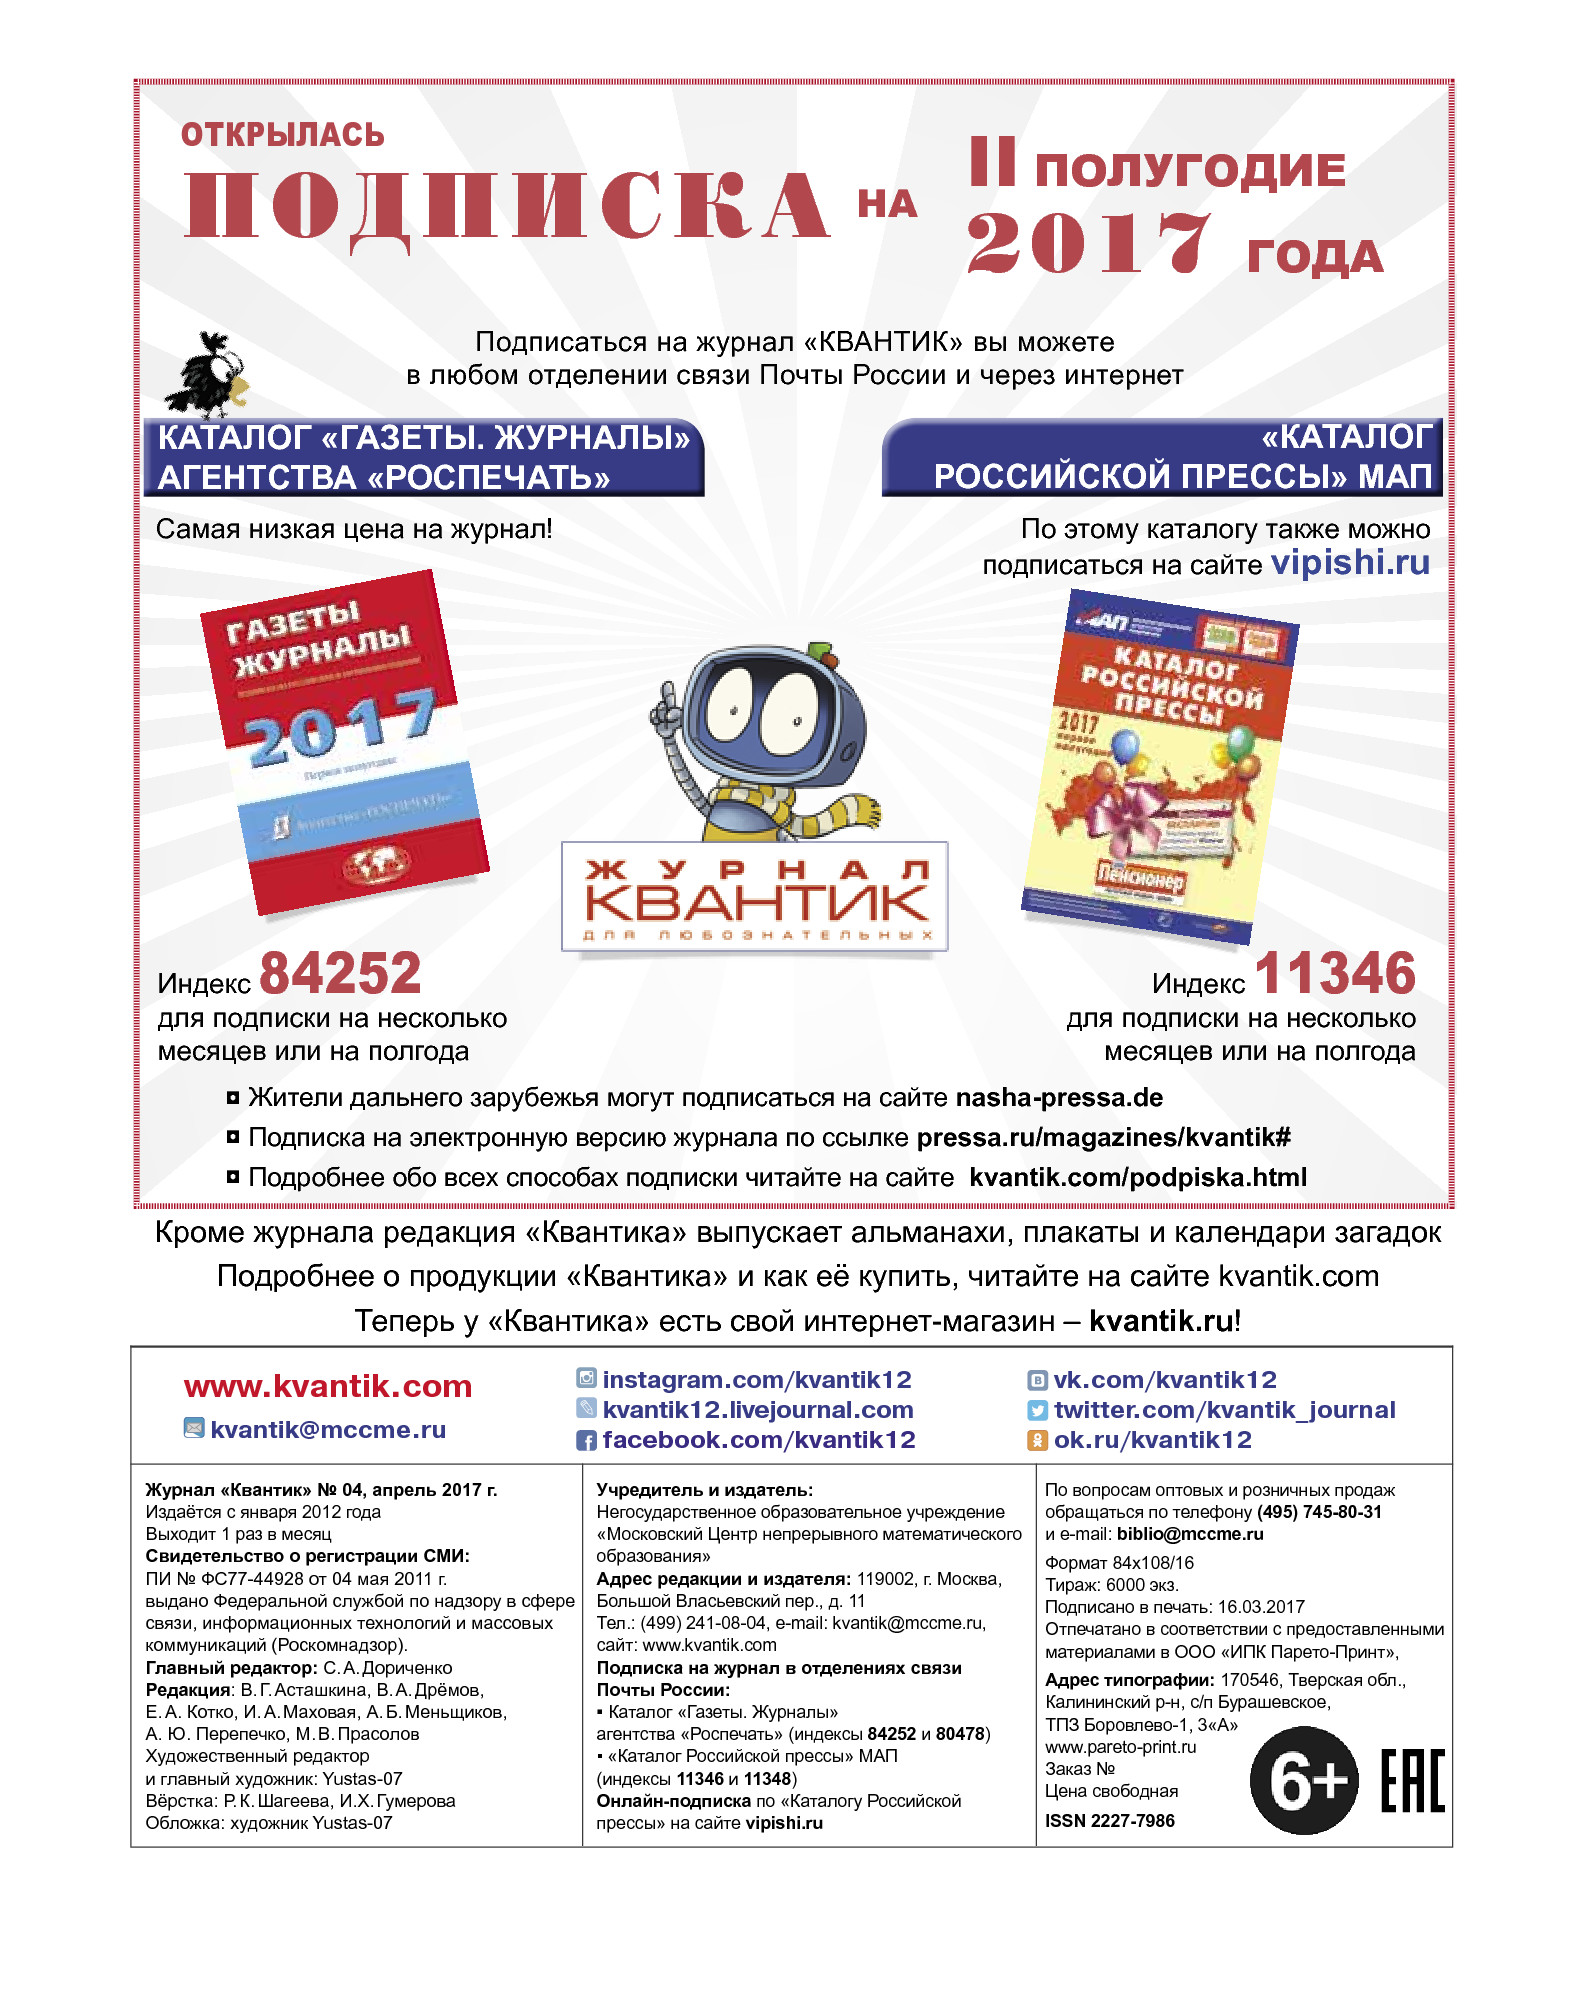 ОТКРЫЛАСЬ
ПОДПИСКА НА
II ПОЛУГОДИЕ
2017 ГОДА
Подписаться на журнал «КВАНТИК» вы можете
в любом отделении связи Почты России и через интернет
КАТАЛОГ «ГАЗЕТЫ. ЖУРНАЛЫ»
АГЕНТСТВА «РОСПЕЧАТЬ»
Самая низкая цена на журнал!
ГАЗЕТЫ
ЖУРНАЛЫ
2017
Первое полугодие
Индекс 84252
для подписки на несколько
месяцев или на полгода
ЖУРНАЛ
КВАНТИК
ДЛЯ ЛЮБОЗНАТЕЛЬНЫХ
«КАТАЛОГ
РОССИЙСКОЙ ПРЕССЫ» МАП
По этому каталогу также можно
подписаться на сайте vipishi.ru
МАП
КАТАЛОГ
РОССИЙСКОЙ
ПРЕССЫ
2017
первое
полугодие
Пенсионер
Индекс 11346
для подписки на несколько
месяцев или на полгода
Жители дальнего зарубежья могут подписаться на сайте nasha-pressa.de
Подписка на электронную версию журнала по ссылке pressa.ru/magazines/kvantik#
Подробнее обо всех способах подписки читайте на сайте kvantik.com/podpiska.html
Кроме журнала редакция «Квантика» выпускает альманахи, плакаты и календари загадок
Подробнее о продукции «Квантика» и как её купить, читайте на сайте kvantik.com
Теперь у «Квантика» есть свой интернет-магазин – kvantik.ru!
www.kvantik.com
kvantik@mccme.ru
instagram.com/kvantik12
kvantik12.livejournal.com
facebook.com/kvantik12
vk.com/kvantik12
twitter.com/kvantik_journal
ok.ru/kvantik12
Журнал «Квантик» № 04, апрель 2017 г.
Издаётся с января 2012 года
Выходит 1 раз в месяц
Свидетельство о регистрации СМИ:
ПИ № ФС77-44928 от 04 мая 2011 г.
выдано Федеральной службой по надзору в сфере
связи, информационных технологий и массовых
коммуникаций (Роскомнадзор).
Главный редактор: С. А. Дориченко
Редакция: В. Г. Асташкина, В. А. Дрёмов,
Е. А. Котко, И. А. Маховая, А. Б. Меньщиков,
А. Ю. Перепечко, М. В. Прасолов
Художественный редактор
и главный художник: Yustas-07
Вёрстка: Р. К. Шагеева, И. Х. Гумерова
Обложка: художник Yustas-07
Учредитель и издатель:
Негосударственное образовательное учреждение
«Московский Центр непрерывного математического
образования»
Адрес редакции и издателя: 119002, г. Москва,
Большой Власьевский пер., д. 11
Тел.: (499) 241-08-04, e-mail: kvantik@mccme.ru,
сайт: www.kvantik.com
Подписка на журнал в отделениях связи
Почты России:
▪ Каталог «Газеты. Журналы»
агентства «Роспечать» (индексы 84252 и 80478)
▪ «Каталог Российской прессы» МАП
(индексы 11346 и 11348)
Онлайн-подписка по «Каталогу Российской
прессы» на сайте vipishi.ru
По вопросам оптовых и розничных продаж
обращаться по телефону (495) 745-80-31
и e-mail: biblio@mccme.ru
Формат 84x108/16
Тираж: 6000 экз.
Подписано в печать: 16.03.2017
Отпечатано в соответствии с предоставленными
материалами в ООО «ИПК Парето-Принт»,
Адрес типографии: 170546, Тверская обл.,
Калининский р-н, с/п Бурашевское,
ТПЗ Боровлево-1, 3«А»
www.pareto-print.ru
Заказ №
Цена свободная
ISSN 2227-7986
6+
EAC